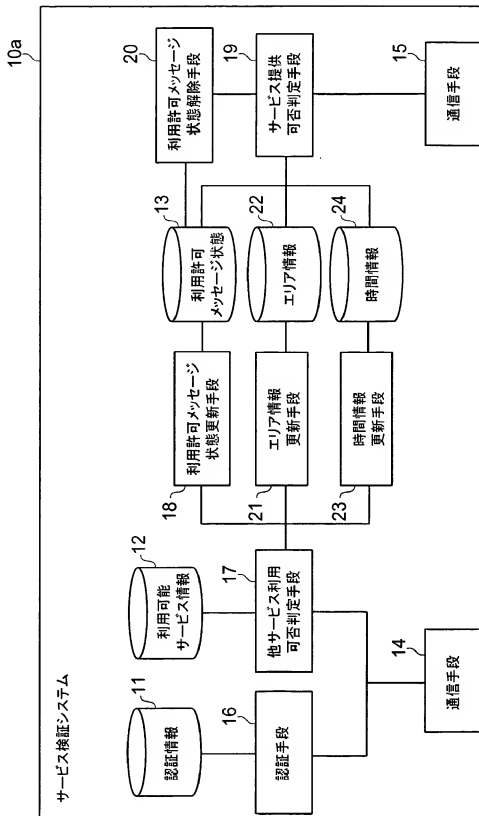 サービス検証システム
10a
11
認証情報
12
利用可能
サービス情報
16
認証手段
17
他サービス利用
可否判定手段
14
通信手段
18
利用許可メッセージ
状態更新手段
21
エリア情報
更新手段
23
時間情報
更新手段
13
利用許可
メッセージ状態
22
エリア情報
24
時間情報
20
利用許可メッセージ
状態解除手段
19
サービス提供
可否判定手段
15
通信手段